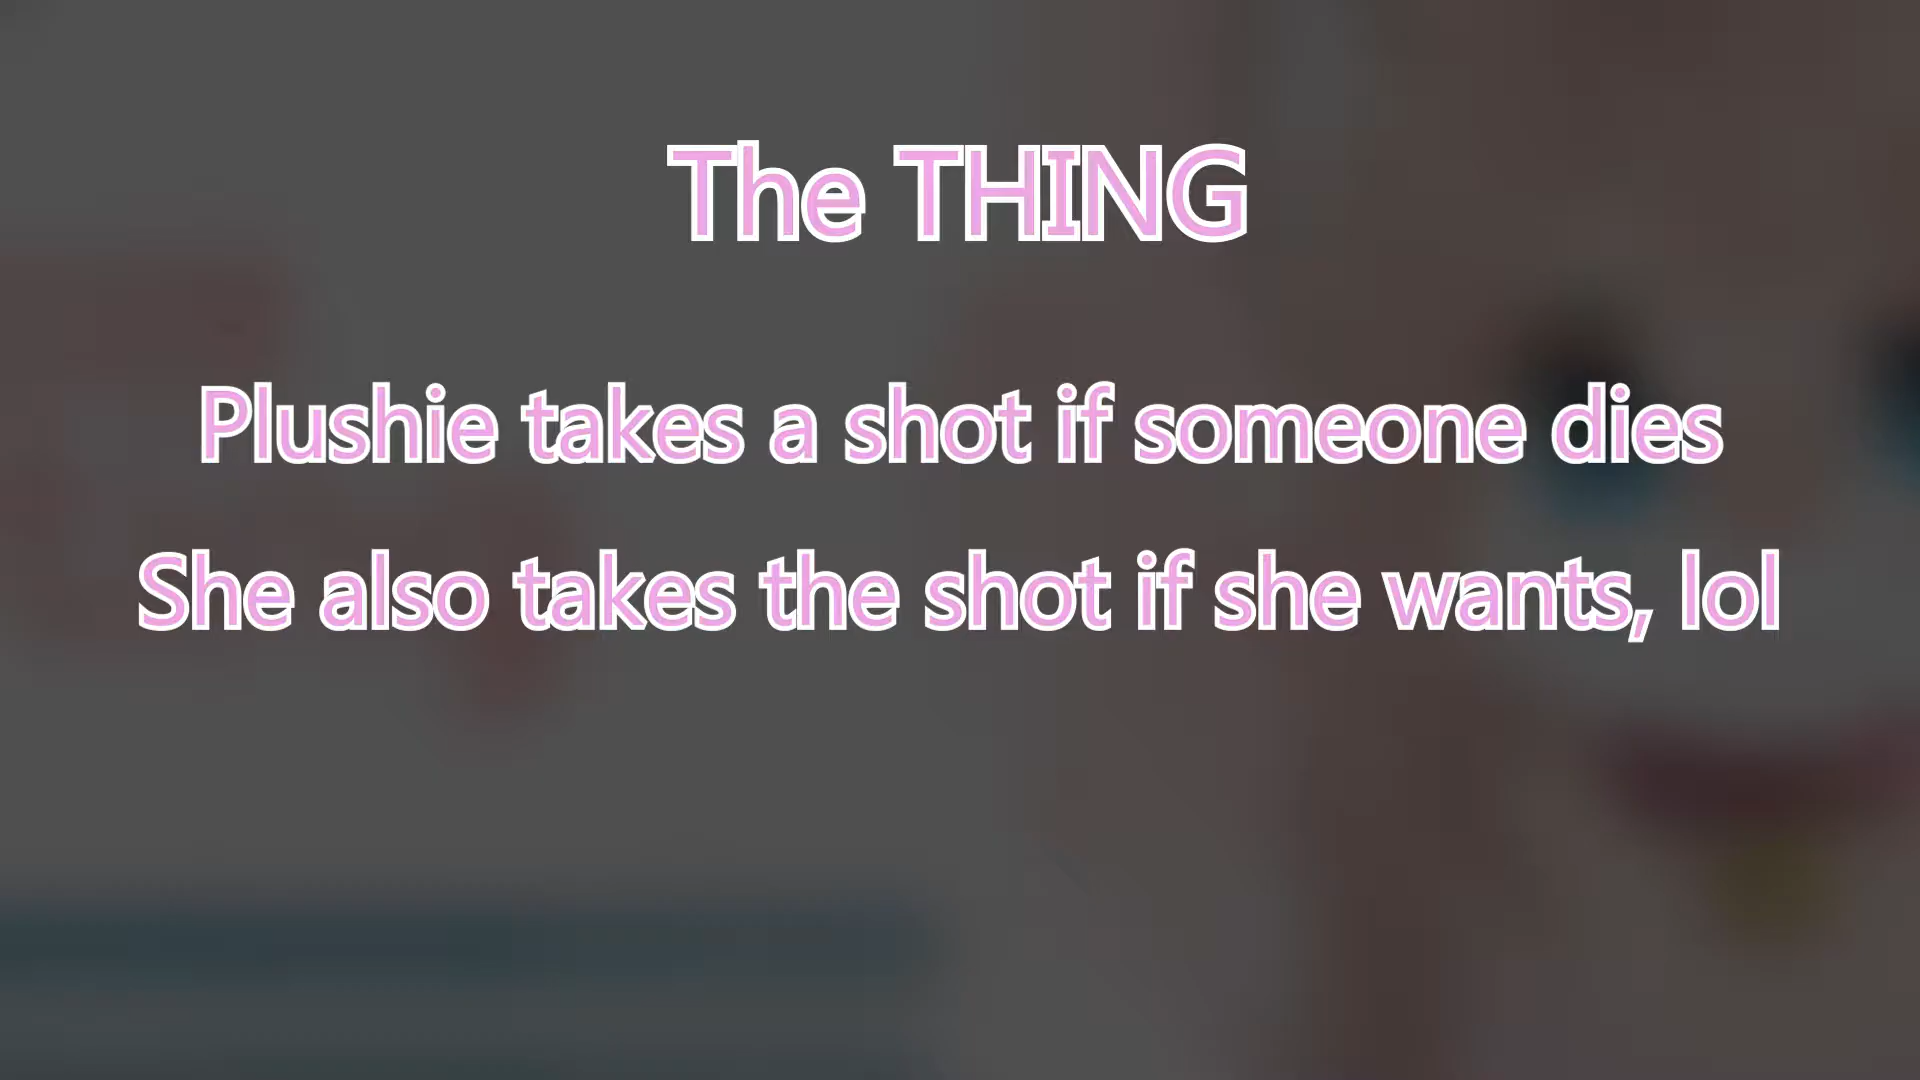 The THING
Plushie takes a shot if someone dies
She also takes the shot if she wants, lol